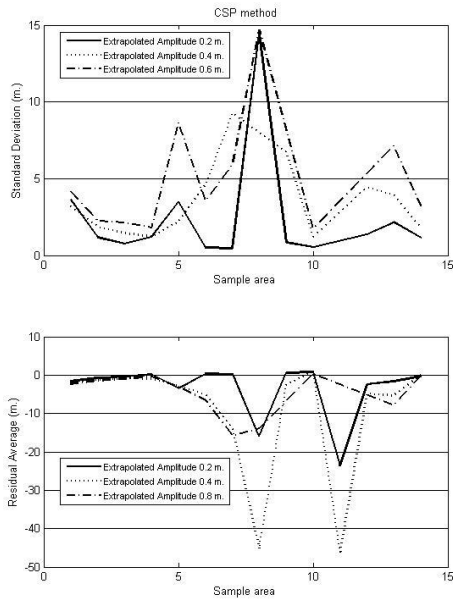 CSP method
15
Extrapolated Amplitude 0.2 m.
Extrapolated Amplitude 0.4 m.
Extrapolated Amplitude 0.6 m.
10
Standard Deviation (m.)
5
0
0 5 10 15
Sample area
10
0
-10
Residual Average (m.)
-20
Extrapolated Amplitude 0.2 m.
Extrapolated Amplitude 0.4 m.
Extrapolated Amplitude 0.8 m.
-30
-40
-50
0 5 10 15
Sample area